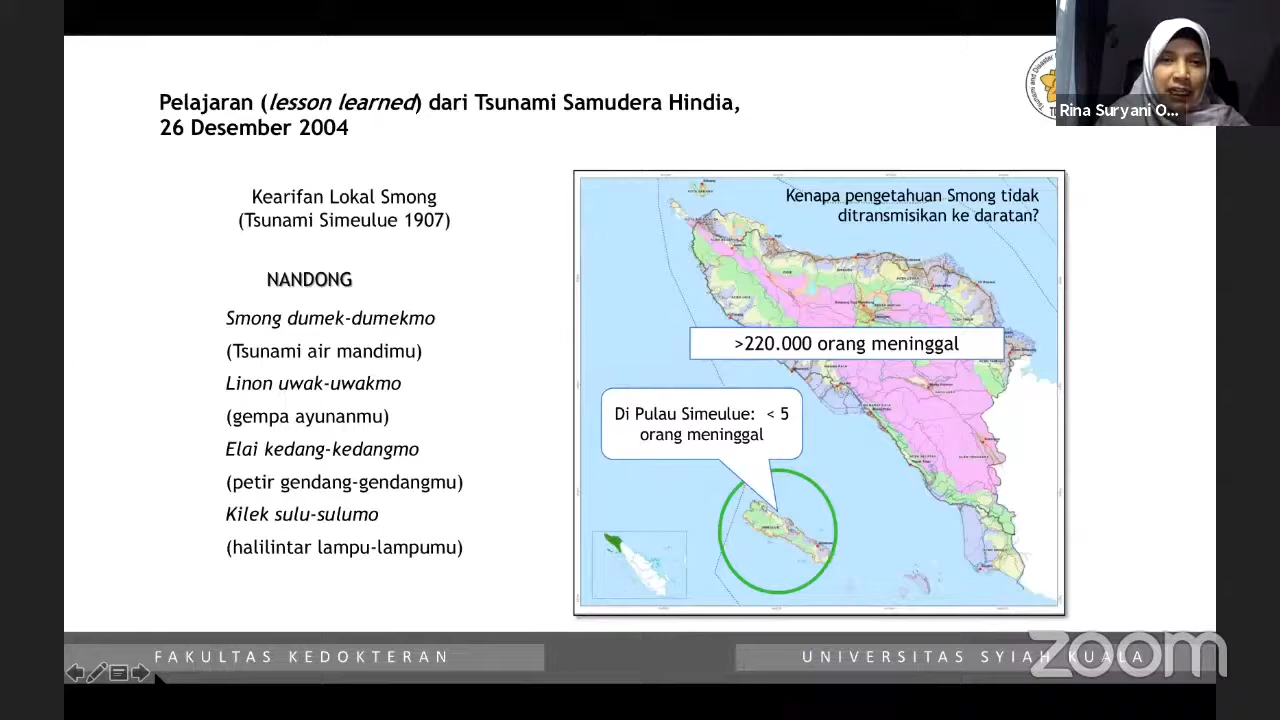 Pelajaran (lesson learned) dari Tsunami Samudera Hindia,
26 Desember 2004
Rina Suryani O...
Kearifan Lokal Smong
(Tsunami Simeulue 1907)
NANDONG
Smong dumek-dumekmo
(Tsunami air mandimu)
Linon uwak-uwakmo
(gempa ayunanmu)
Elai kedang-kedangmo
(petir gendang-gendangmu)
Kilek sulu-sulumo
(halilintar lampu-lampumu)
Kenapa pengetahuan Smong tidak
ditransmisikan ke daratan?
>220.000 orang meninggal
Di Pulau Simeulue: < 5
orang meninggal
FAKULTAS KEDOKTERAN
UNIVERSITAS SYIAH KUALA
zoom